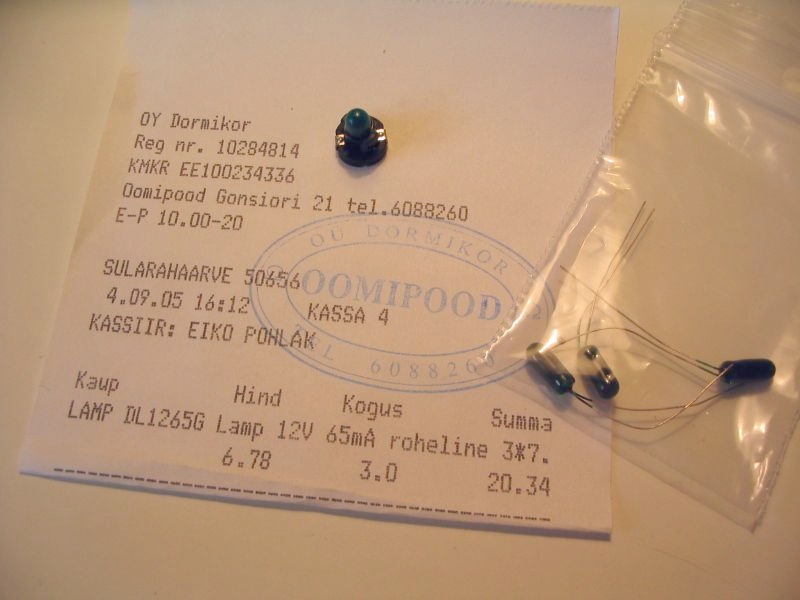 OY Dormikor
Reg nr. 10284814
KMKR EE100234336
Oomipood Gonsiori 21 tel.6088260
E-P 10.00-20
OÜ DORMIKOR
OOMIPOOD
TEL 6088260
SULARAHAARVE 50656
4.09.05 16:12 KASSA 4
KASSIIR: EIKO POHLAK
Kaup Hind Kogus Summa
LAMP DL1265G Lamp 12V 65mA roheline 3*7.
6.78 3.0 20.34